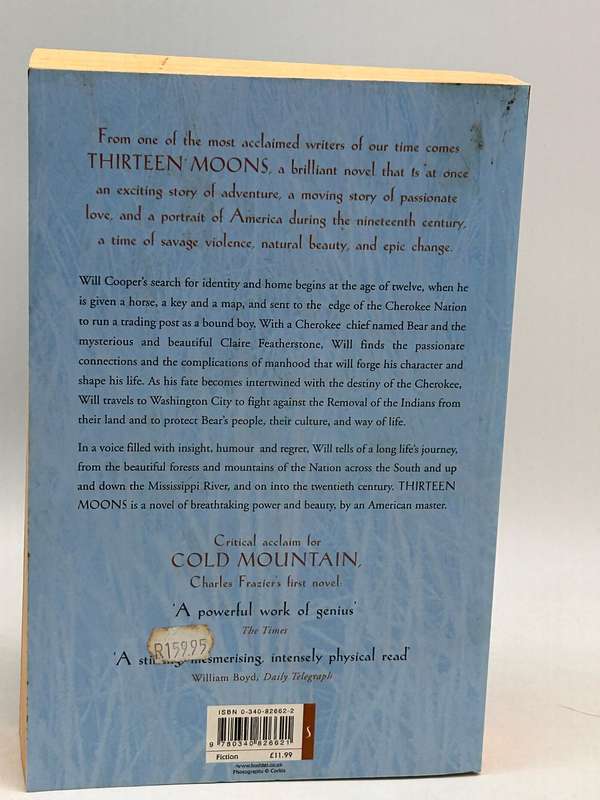 From one of the most acclaimed writers of our time comes
THIRTEEN MOONS, a brilliant novel that is at once
an exciting story of adventure, a moving story of passionate
love, and a portrait of America during the nineteenth century,
a time of savage violence, natural beauty, and epic change.
Will Cooper's search for identity and home begins at the age of twelve, when he
is given a horse, a key and a map, and sent to the edge of the Cherokee Nation
to run a trading post as a bound boy. With a Cherokee chief named Bear and the
mysterious and beautiful Claire Featherstone, Will finds the passionate
connections and the complications of manhood that will forge his character and
shape his life. As his fate becomes intertwined with the destiny of the Cherokee,
Will travels to Washington City to fight against the Removal of the Indians from
their land and to protect Bear's people, their culture, and way of life.
In a voice filled with insight, humour and regret, Will tells of a long life's journey,
from the beautiful forests and mountains of the Nation across the South and up
and down the Mississippi River, and on into the twentieth century. THIRTEEN
MOONS is a novel of breathtaking power and beauty, by an American master.
Critical acclaim for
COLD MOUNTAIN,
Charles Frazier's first novel:
'A powerful work of genius'
The Times
R159.95
'A sti mesmerising, intensely physical read'
William Boyd, Daily Telegraph
ISBN 0-340-82662-2
9 780340 826621
S
Fiction £11.99
Photographs © Corbis